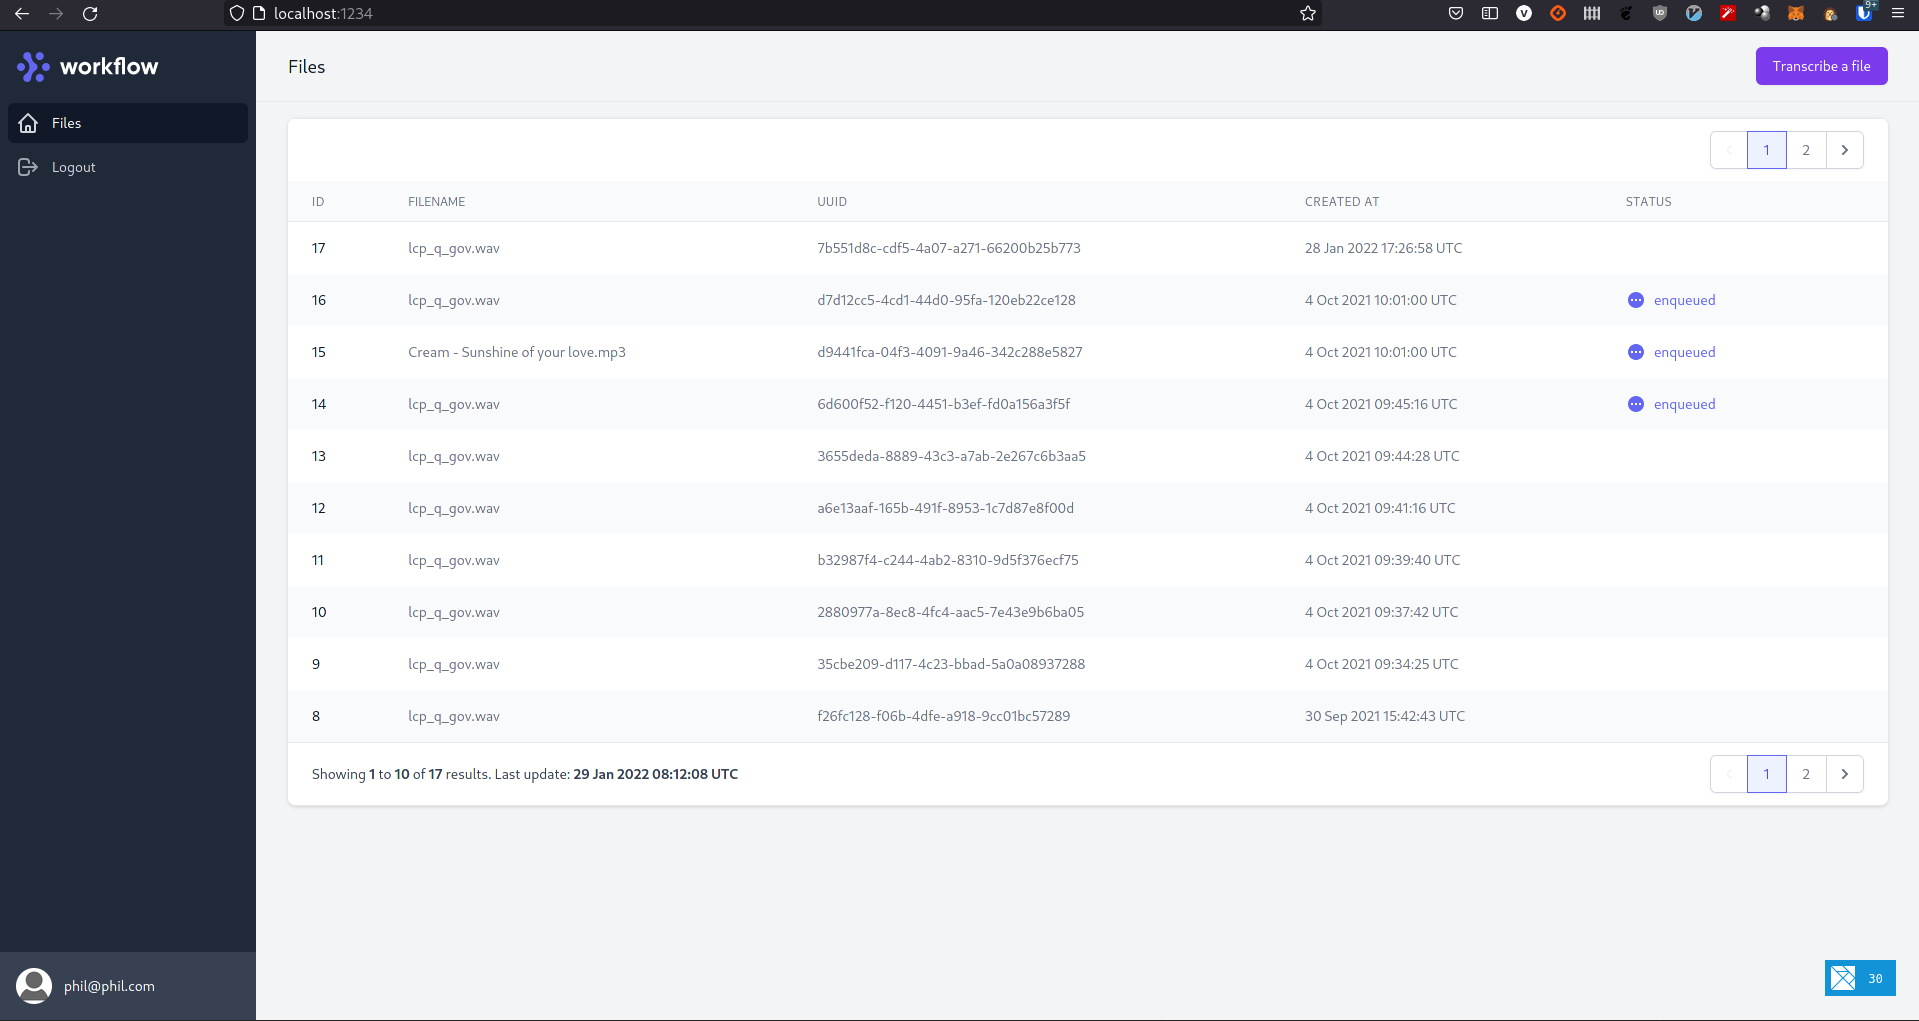 localhost:1234
9+
workflow
Files
Transcribe a file
Files
Logout
1 2
ID FILENAME UUID CREATED AT STATUS
17 lcp_q_gov.wav 7b551d8c-cdf5-4a07-a271-66200b25b773 28 Jan 2022 17:26:58 UTC
16 lcp_q_gov.wav d7d12cc5-4cd1-44d0-95fa-120eb22ce128 4 Oct 2021 10:01:00 UTC enqueued
15 Cream - Sunshine of your love.mp3 d9441fca-04f3-4091-9a46-342c288e5827 4 Oct 2021 10:01:00 UTC enqueued
14 lcp_q_gov.wav 6d600f52-f120-4451-b3ef-fd0a156a3f5f 4 Oct 2021 09:45:16 UTC enqueued
13 lcp_q_gov.wav 3655deda-8889-43c3-a7ab-2e267c6b3aa5 4 Oct 2021 09:44:28 UTC
12 lcp_q_gov.wav a6e13aaf-165b-491f-8953-1c7d87e8f00d 4 Oct 2021 09:41:16 UTC
11 lcp_q_gov.wav b32987f4-c244-4ab2-8310-9d5f376ecf75 4 Oct 2021 09:39:40 UTC
10 lcp_q_gov.wav 2880977a-8ec8-4fc4-aac5-7e43e9b6ba05 4 Oct 2021 09:37:42 UTC
9 lcp_q_gov.wav 35cbe209-d117-4c23-bbad-5a0a08937288 4 Oct 2021 09:34:25 UTC
8 lcp_q_gov.wav f26fc128-f06b-4dfe-a918-9cc01bc57289 30 Sep 2021 15:42:43 UTC
Showing 1 to 10 of 17 results. Last update: 29 Jan 2022 08:12:08 UTC
1 2
phil@phil.com
30